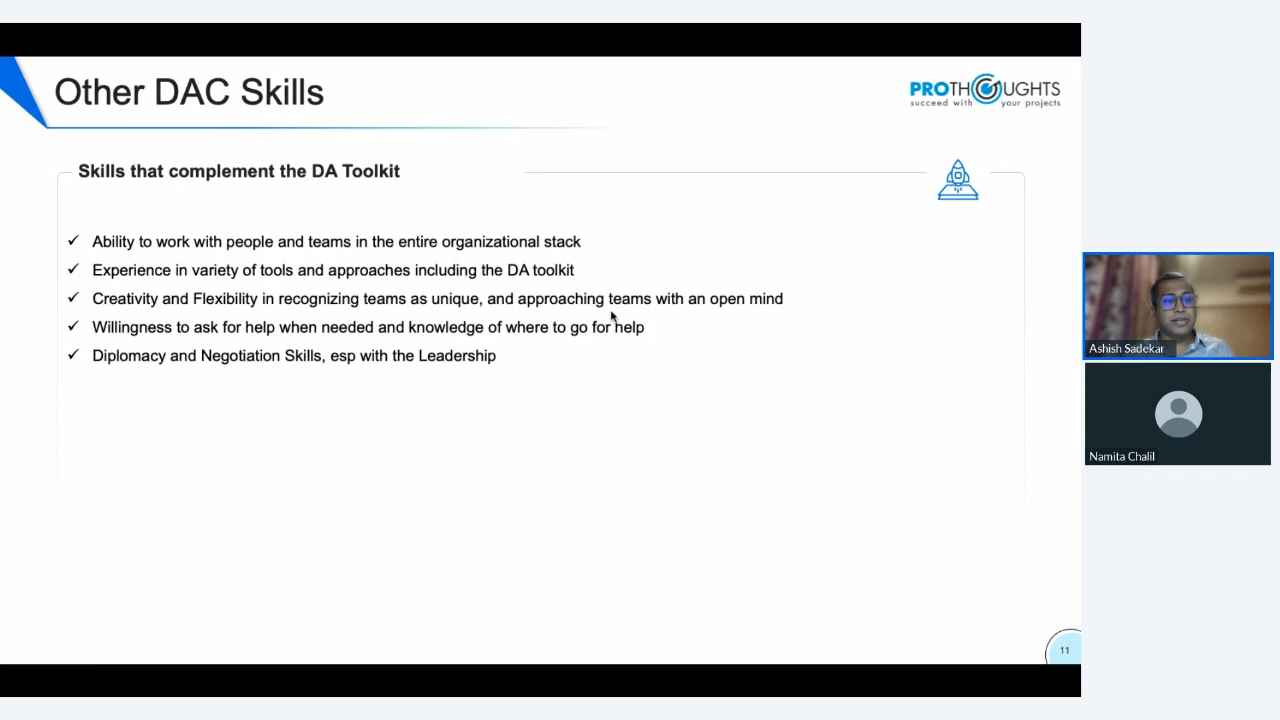 Other DAC Skills
PROTHOUGHTS
succeed with your projects
Skills that complement the DA Toolkit
✓ Ability to work with people and teams in the entire organizational stack
✓ Experience in variety of tools and approaches including the DA toolkit
✓ Creativity and Flexibility in recognizing teams as unique, and approaching teams with an open mind
✓ Willingness to ask for help when needed and knowledge of where to go for help
✓ Diplomacy and Negotiation Skills, esp with the Leadership
Ashish Sadekar
Namita Chalil
11